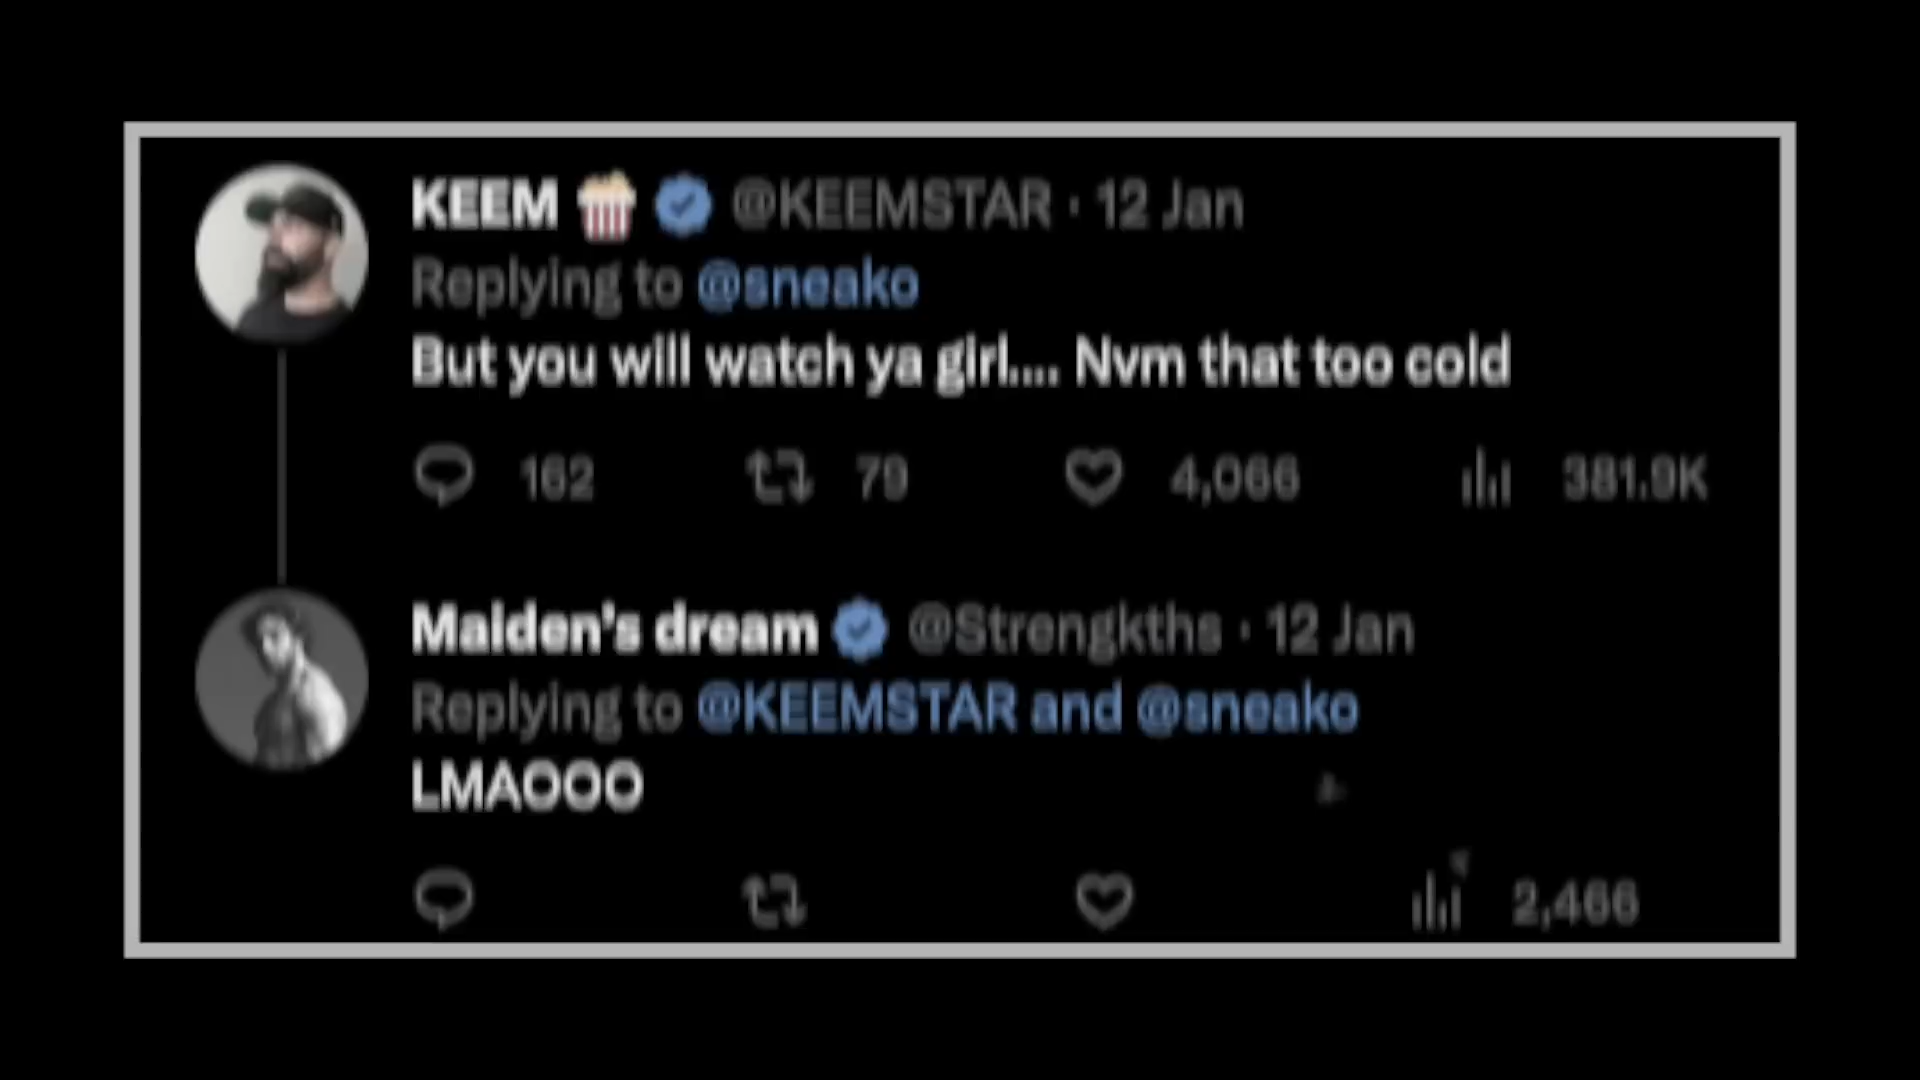 KEEM 🍿 @KEEMSTAR · 12 Jan
Replying to @sneako
But you will watch ya girl.... Nvm that too cold
162 79 4,066 381.9K
Maiden's dream @Strengkths · 12 Jan
Replying to @KEEMSTAR and @sneako
LMAOOO
2,466